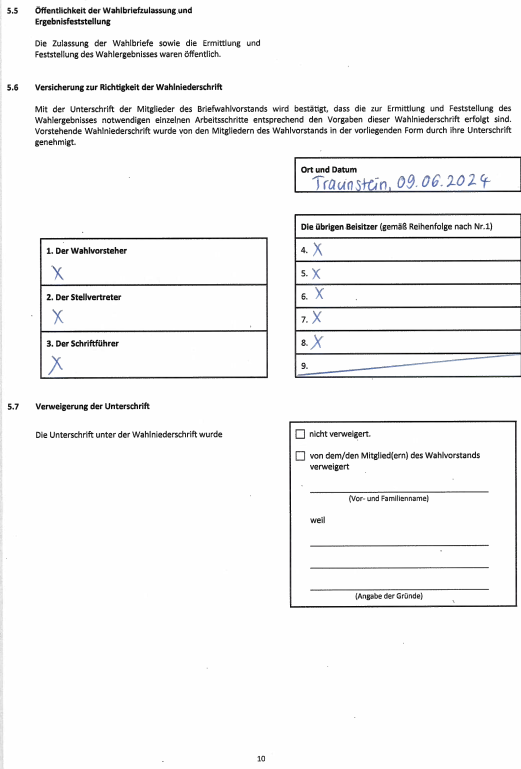 5.5 Öffentlichkeit der Wahlbriefzulassung und
Ergebnisfeststellung
Die Zulassung der Wahlbriefe sowie die Ermittlung und
Feststellung des Wahlergebnisses waren öffentlich.
5.6 Versicherung zur Richtigkeit der Wahlniederschrift
Mit der Unterschrift der Mitglieder des Briefwahlvorstands wird bestätigt, dass die zur Ermittlung und Feststellung des
Wahlergebnisses notwendigen einzelnen Arbeitsschritte entsprechend den Vorgaben dieser Wahlniederschrift erfolgt sind.
Vorstehende Wahlniederschrift wurde von den Mitgliedern des Wahlvorstands in der vorliegenden Form durch ihre Unterschrift
genehmigt.
Ort und Datum
Traunstein, 09.06.2024
Die übrigen Beisitzer (gemäß Reihenfolge nach Nr.1)
4. X
5. X
6. X
7. X
8. X
9.
1. Der Wahlvorsteher
X
2. Der Stellvertreter
X
3. Der Schriftführer
X
5.7 Verweigerung der Unterschrift
Die Unterschrift unter der Wahlniederschrift wurde
nicht verweigert.
von dem/den Mitglied(ern) des Wahlvorstands
verweigert
(Vor- und Familienname)
weil
(Angabe der Gründe)
10